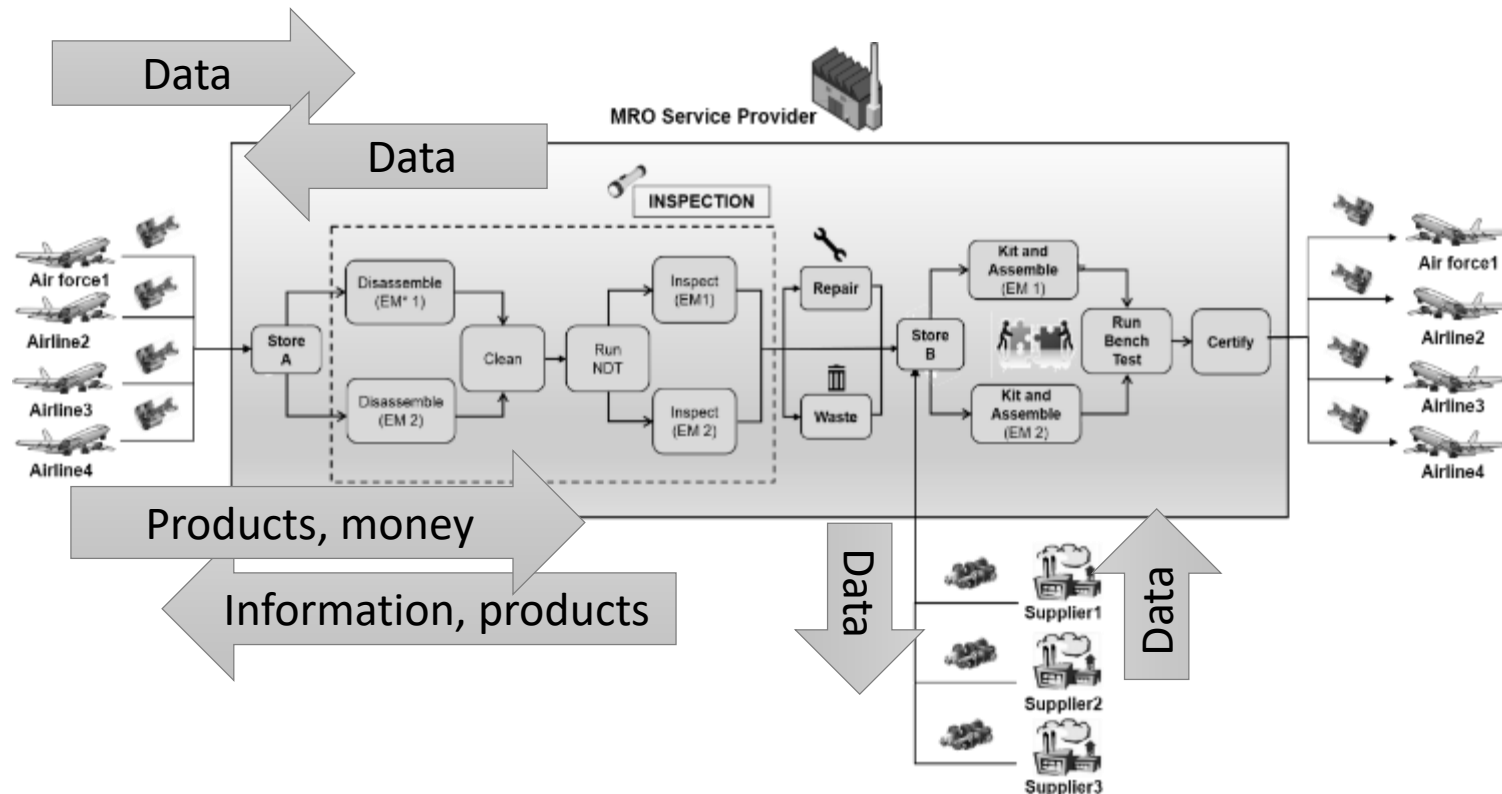 Data
MRO Service Provider
Data
INSPECTION
Air force1
Airline2
Airline3
Airline4
Store
A
Disassemble
(EM* 1)
Disassemble
(EM 2)
Clean
Run
NDT
Inspect
(EM1)
Inspect
(EM 2)
Repair
Waste
Store
B
Kit and
Assemble
(EM 1)
Kit and
Assemble
(EM 2)
Run
Bench
Test
Certify
Air force1
Airline2
Airline3
Airline4
Products, money
Information, products
Data
Data
Supplier1
Supplier2
Supplier3